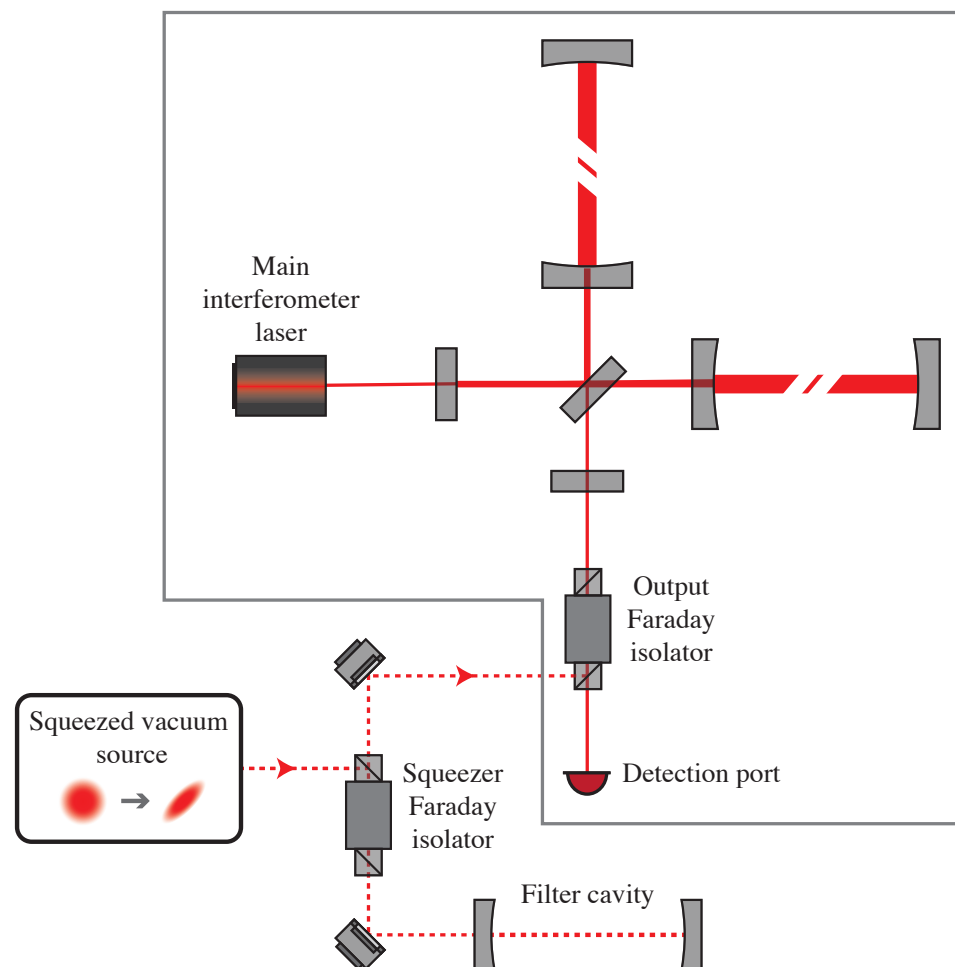 Main
interferometer
laser
Output
Faraday
isolator
Squeezed vacuum
source
Squeezer
Faraday
isolator
Detection port
Filter cavity